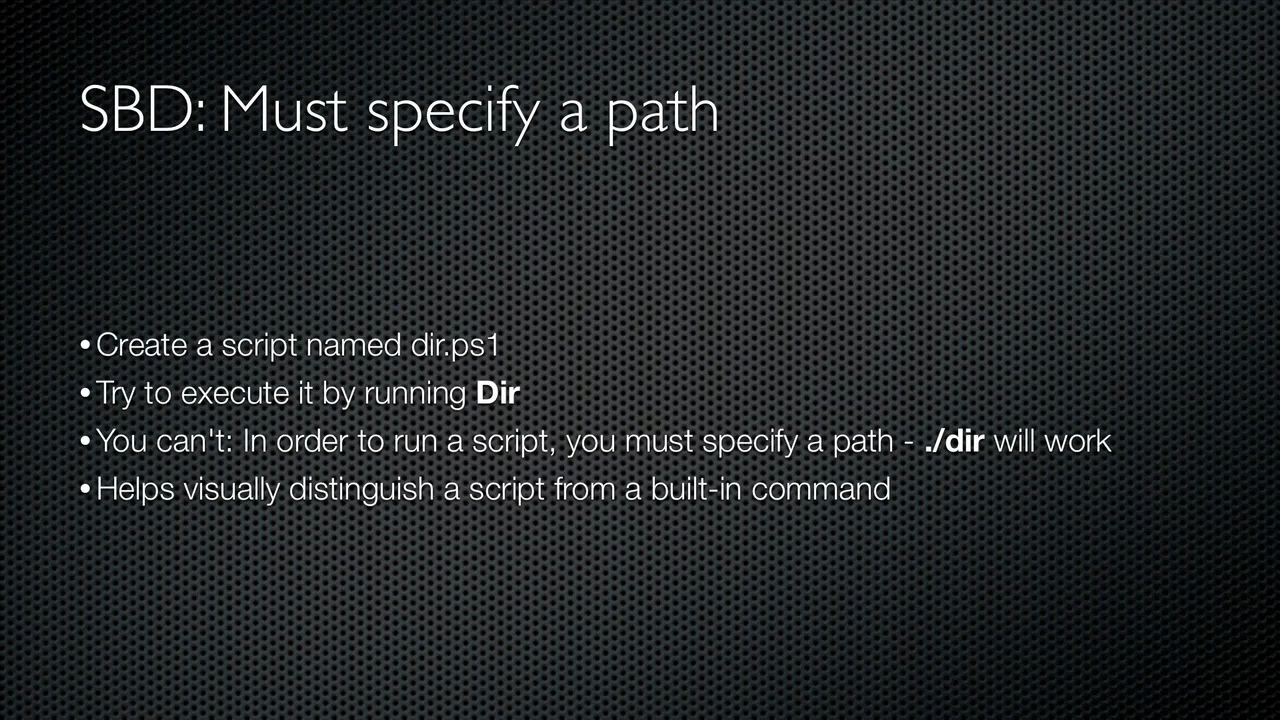 SBD: Must specify a path
• Create a script named dir.ps1
• Try to execute it by running Dir
• You can't: In order to run a script, you must specify a path - ./dir will work
• Helps visually distinguish a script from a built-in command